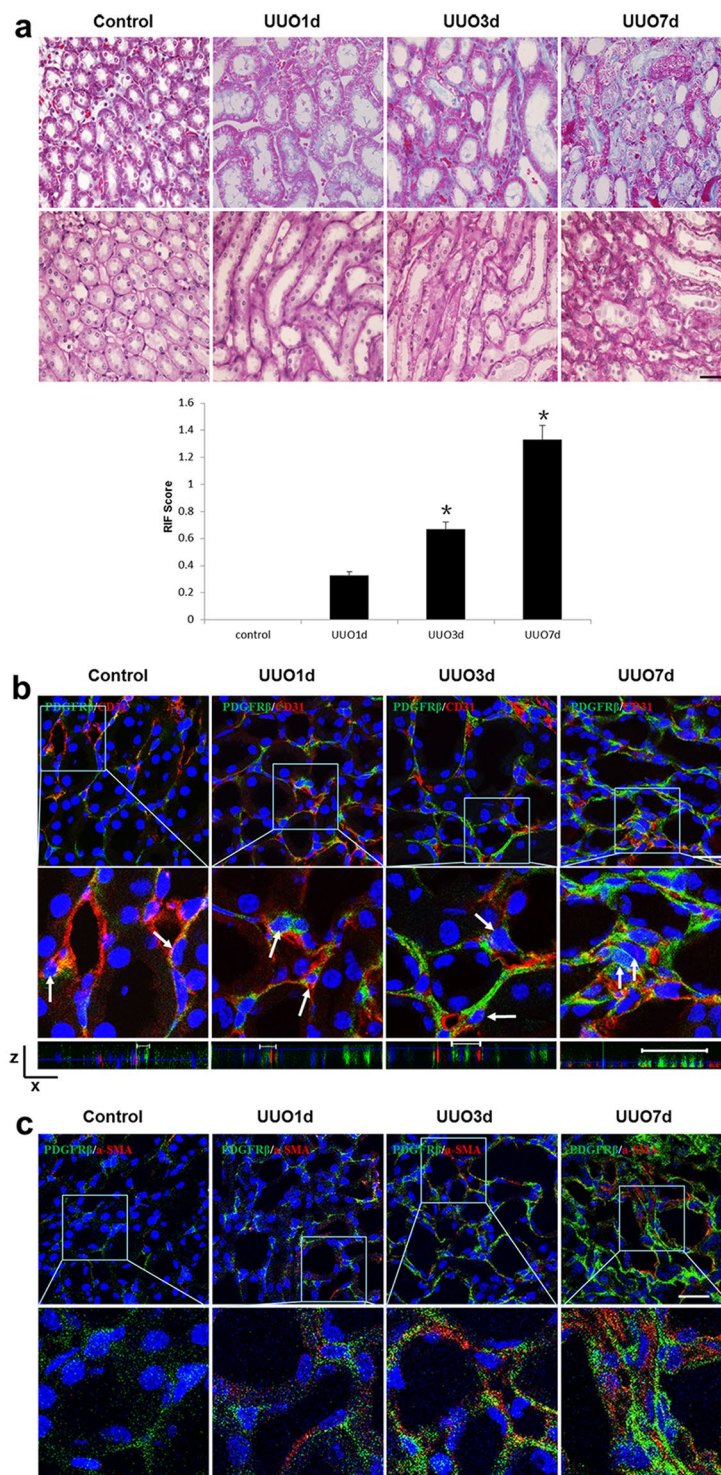 a
Control UUO1d UUO3d UUO7d
1.6
1.4
1.2
1
0.8
0.6
0.4
0.2
0
RIF Score
*
*
control UUO1d UUO3d UUO7d
b
Control UUO1d UUO3d UUO7d
PDGFRβ/CD31 PDGFRβ/CD31 PDGFRβ/CD31 PDGFRβ/CD31
Z
X
c
Control UUO1d UUO3d UUO7d
PDGFRβ/a-SMA PDGFRβ/a-SMA PDGFRβ/a-SMA PDGFRβ/a-SMA